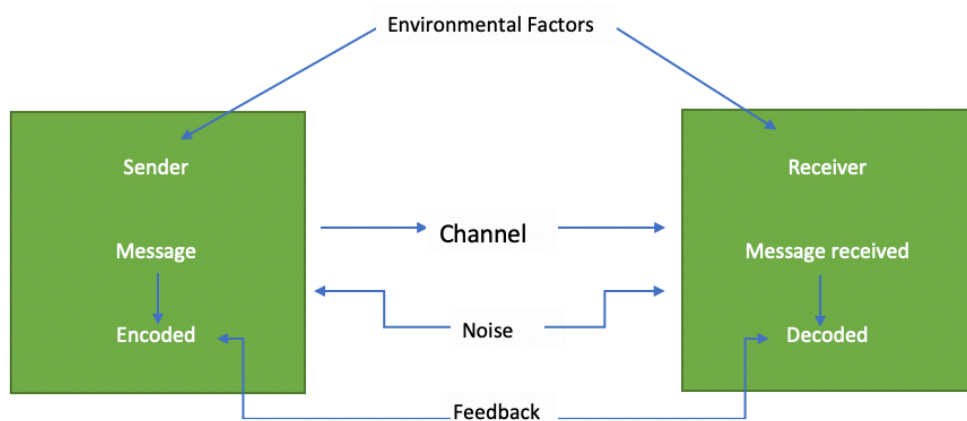 Environmental Factors
Sender
Receiver
Channel
Message
Message received
Noise
Encoded
Decoded
Feedback